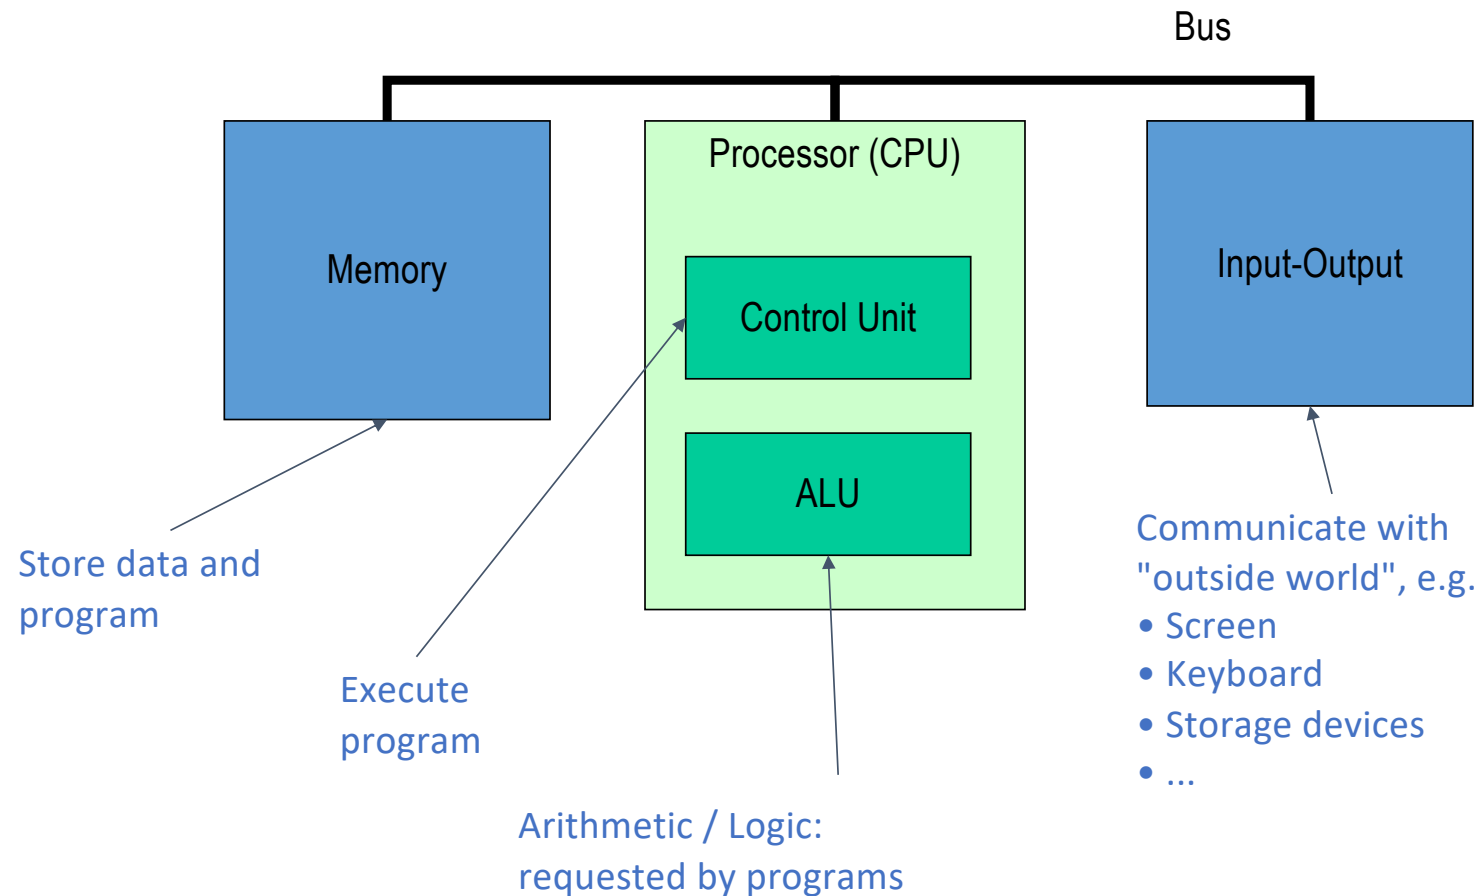 Bus
Memory
Processor (CPU)
Control Unit
ALU
Input-Output
Store data and
program
Execute
program
Arithmetic / Logic:
requested by programs
Communicate with
"outside world", e.g.
• Screen
• Keyboard
• Storage devices
• ...